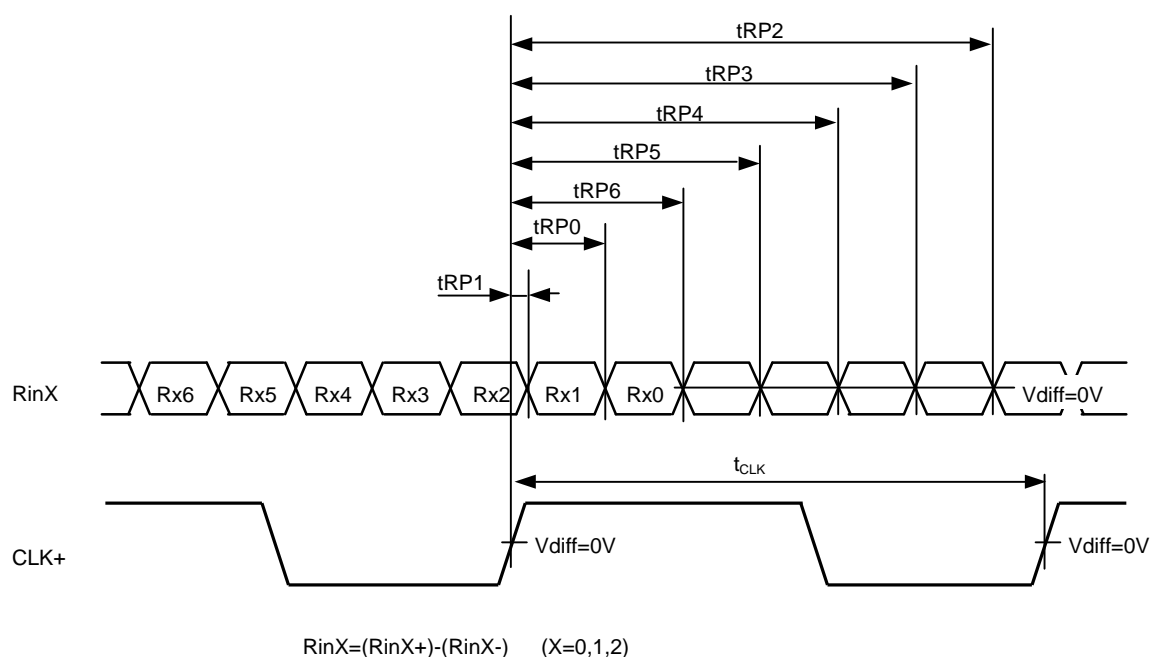 tRP2
tRP3
tRP4
tRP5
tRP6
tRP0
tRP1
RinX Rx6 Rx5 Rx4 Rx3 Rx2 Rx1 Rx0 Vdiff=0V
tCLK
CLK+ Vdiff=0V Vdiff=0V
RinX=(RinX+)-(RinX-) (X=0,1,2)